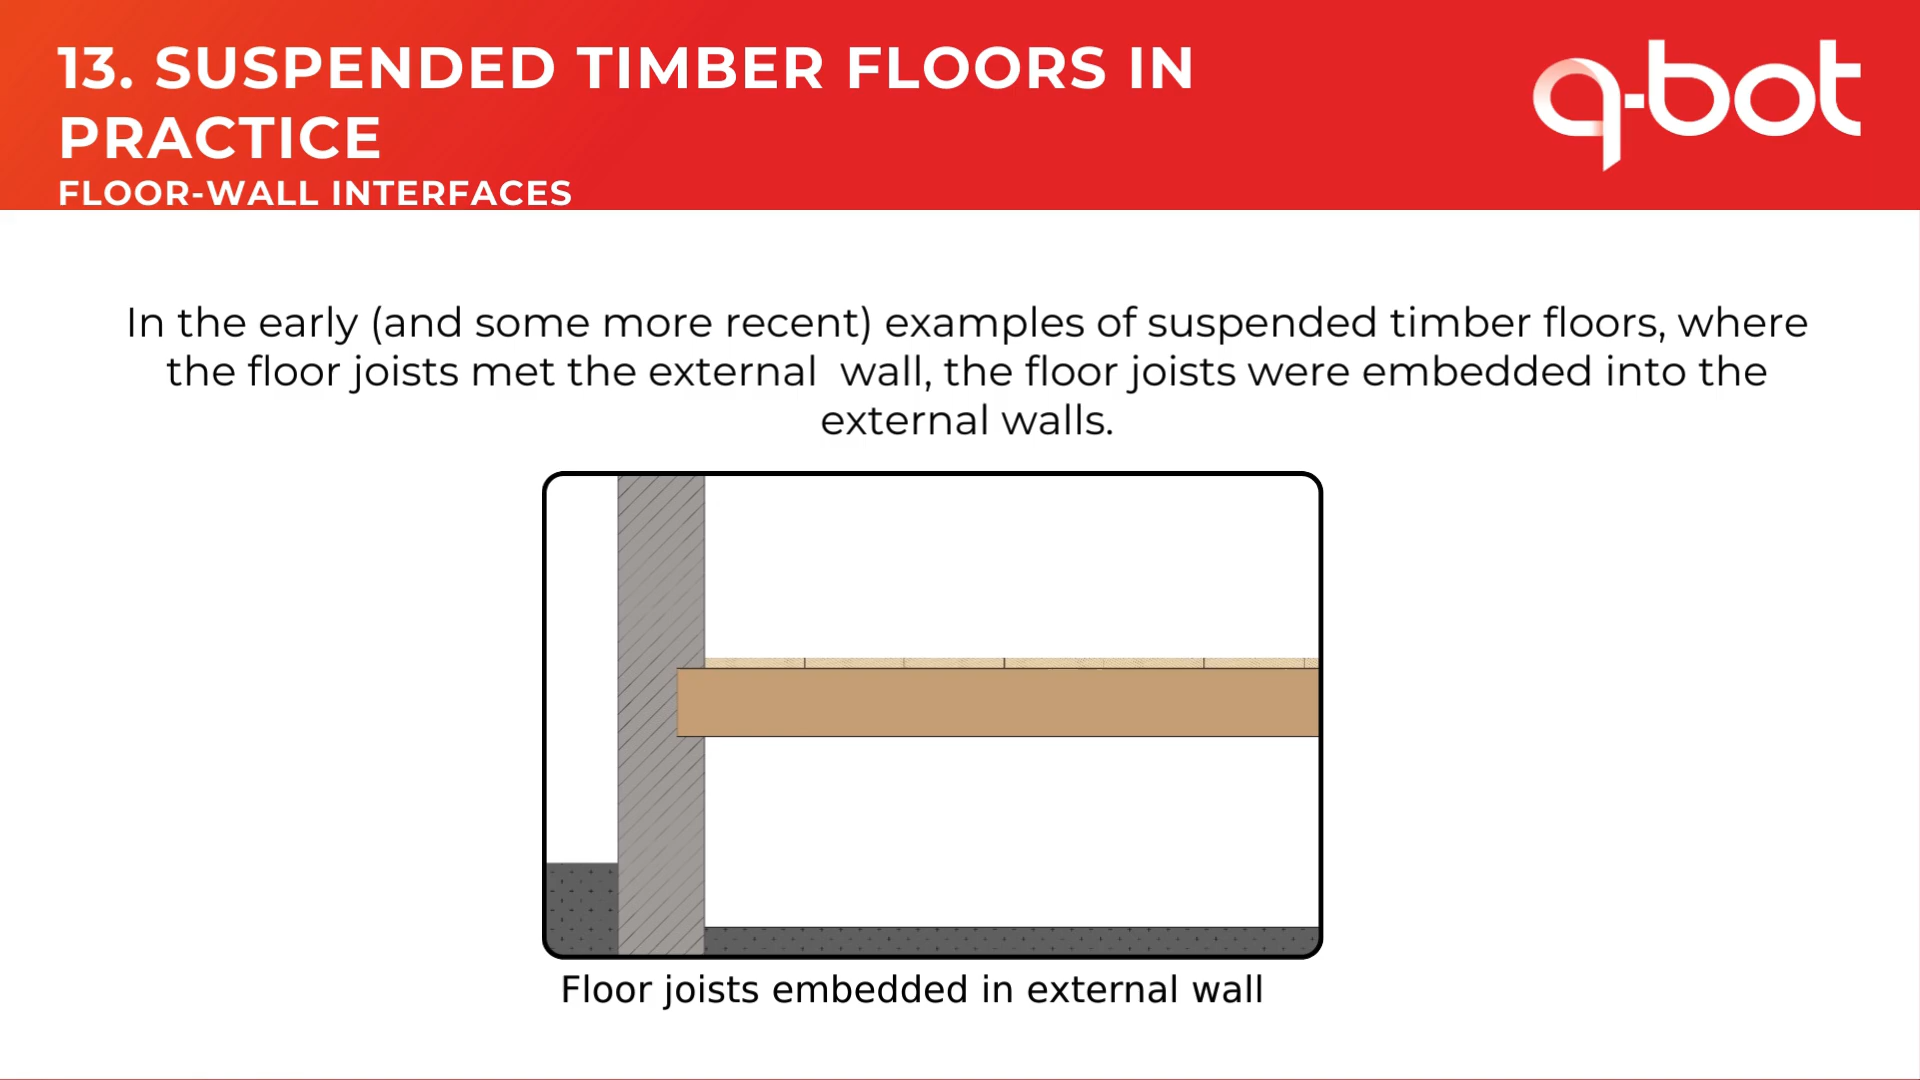 13. SUSPENDED TIMBER FLOORS IN
PRACTICE
FLOOR-WALL INTERFACES
q-bot
In the early (and some more recent) examples of suspended timber floors, where
the floor joists met the external  wall, the floor joists were embedded into the
external walls.
Floor joists embedded in external wall